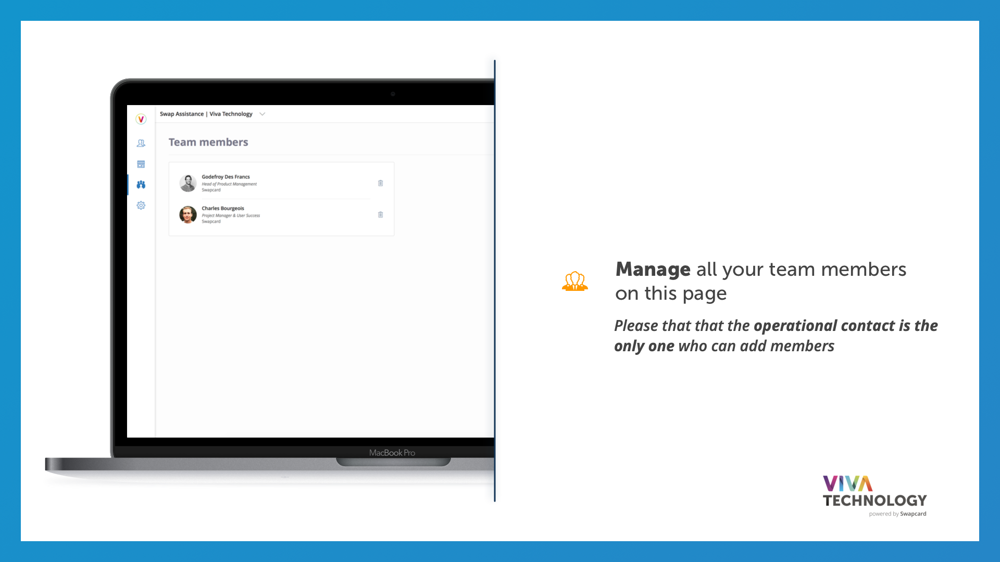 Swap Assistance | Viva Technology
Team members
Godefroy Des Francs
Head of Product Management
Swapcard
Charles Bourgeois
Project Manager & User Success
Swapcard
MacBook Pro
Manage all your team members
on this page
Please that that the operational contact is the
only one who can add members
VIVA
TECHNOLOGY
powered by Swapcard